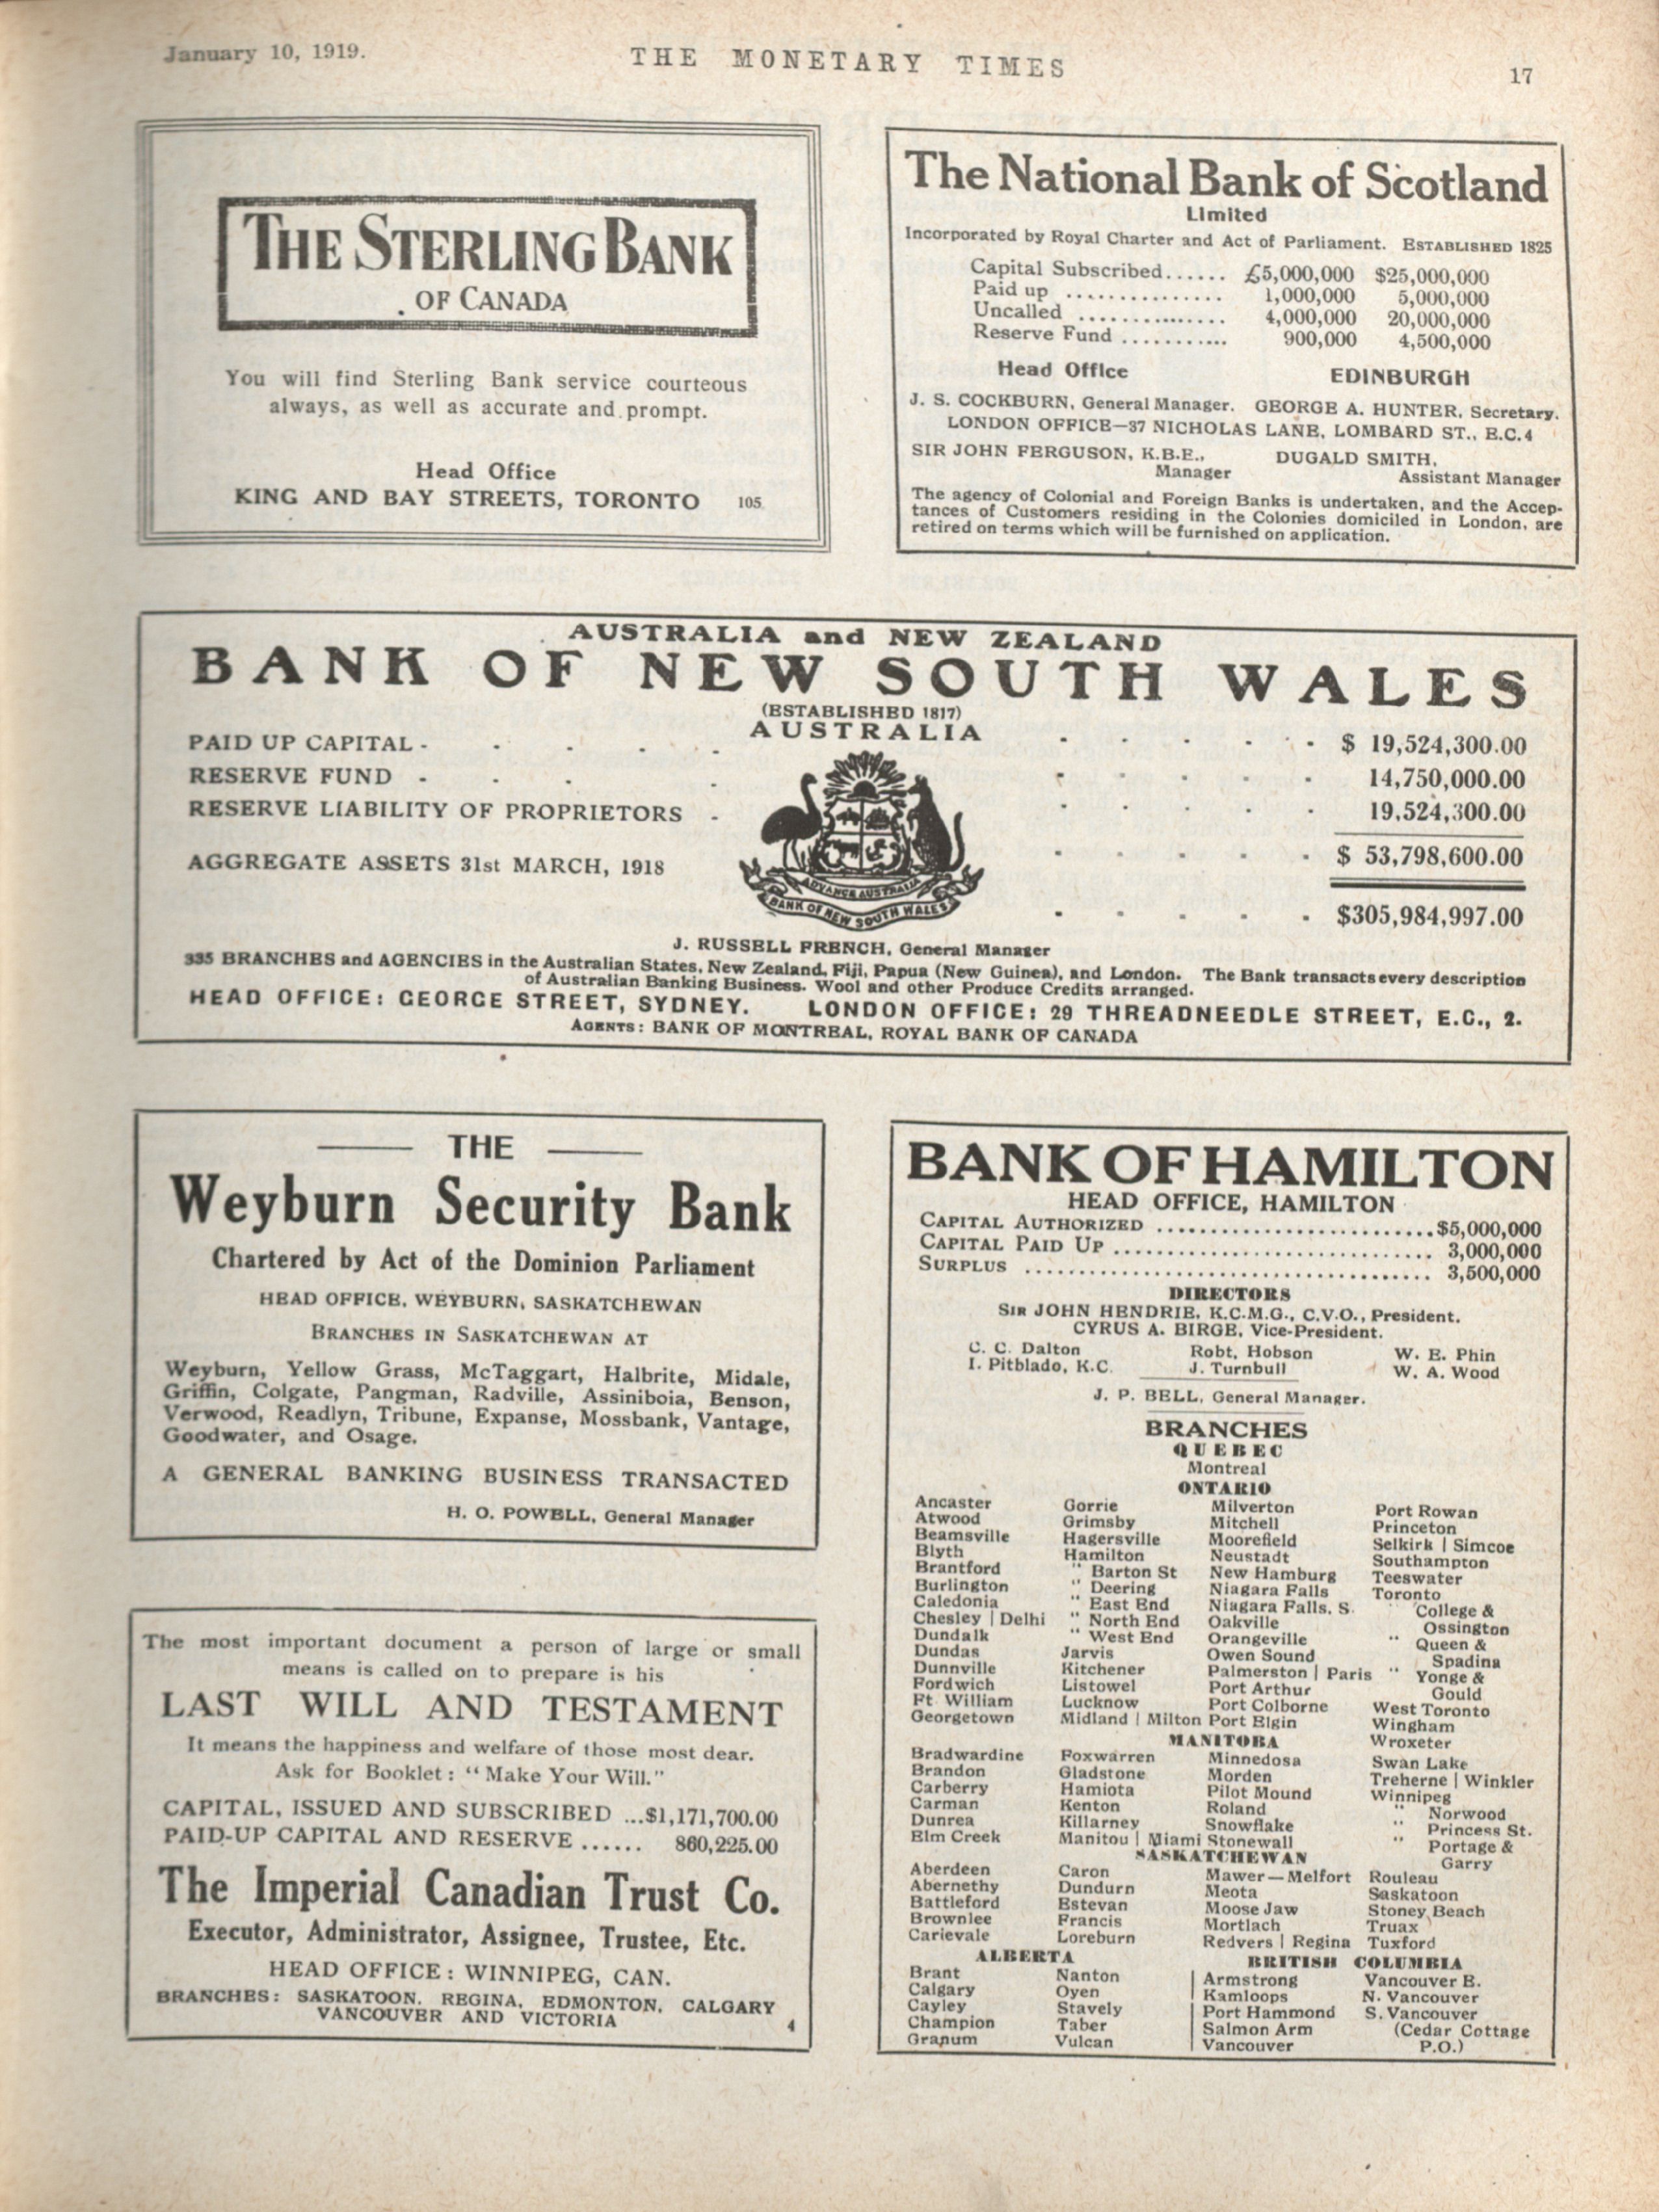 January 10, 1919.
THE MONETARY TIMES
17
THE STERLING BANK
OF CANADA
You will find Sterling Bank service courteous
always, as well as accurate and prompt.
Head Office
KING AND BAY STREETS, TORONTO 105
The National Bank of Scotland
Limited
Incorporated by Royal Charter and Act of Parliament. ESTABLISHED 1825
Capital Subscribed...... £5,000,000 $25,000,000
Paid up ............... 1,000,000 5,000,000
Uncalled .............. 4,000,000 20,000,000
Reserve Fund ........... 900,000 4,500,000
Head Office EDINBURGH
J. S. COCKBURN, General Manager. GEORGE A. HUNTER, Secretary.
LONDON OFFICE—37 NICHOLAS LANE, LOMBARD ST., E.C.4
SIR JOHN FERGUSON, K.B.E., DUGALD SMITH,
Manager Assistant Manager
The agency of Colonial and Foreign Banks is undertaken, and the Accep-
tances of Customers residing in the Colonies domiciled in London, are
retired on terms which will be furnished on application.
AUSTRALIA and NEW ZEALAND
BANK OF NEW SOUTH WALES
(ESTABLISHED 1817)
AUSTRALIA
PAID UP CAPITAL - - - - - - - - - - - $ 19,524,300.00
RESERVE FUND - - - - - - - - - - 14,750,000.00
RESERVE LIABILITY OF PROPRIETORS - - - - - - 19,524,300.00
- - - - - $ 53,798,600.00
AGGREGATE ASSETS 31st MARCH, 1918 - - - - - $305,984,997.00
ADVANCE AUSTRALIA
BANK OF NEW SOUTH WALES
J. RUSSELL FRENCH, General Manager
335 BRANCHES and AGENCIES in the Australian States, New Zealand, Fiji, Papua (New Guinea), and London. The Bank transacts every description
of Australian Banking Business. Wool and other Produce Credits arranged.
HEAD OFFICE: GEORGE STREET, SYDNEY. LONDON OFFICE: 29 THREADNEEDLE STREET, E.C., 2.
AGENTS: BANK OF MONTREAL, ROYAL BANK OF CANADA
THE
Weyburn Security Bank
Chartered by Act of the Dominion Parliament
HEAD OFFICE, WEYBURN, SASKATCHEWAN
BRANCHES IN SASKATCHEWAN AT
Weyburn, Yellow Grass, McTaggart, Halbrite, Midale,
Griffin, Colgate, Pangman, Radville, Assiniboia, Benson,
Verwood, Readlyn, Tribune, Expanse, Mossbank, Vantage,
Goodwater, and Osage.
A GENERAL BANKING BUSINESS TRANSACTED
H. O. POWELL, General Manager
The most important document a person of large or small
means is called on to prepare is his
LAST WILL AND TESTAMENT
It means the happiness and welfare of those most dear.
Ask for Booklet: "Make Your Will."
CAPITAL, ISSUED AND SUBSCRIBED ...$1,171,700.00
PAID-UP CAPITAL AND RESERVE ...... 860,225.00
The Imperial Canadian Trust Co.
Executor, Administrator, Assignee, Trustee, Etc.
HEAD OFFICE: WINNIPEG, CAN.
BRANCHES: SASKATOON, REGINA, EDMONTON, CALGARY
VANCOUVER AND VICTORIA 4
BANK OF HAMILTON
HEAD OFFICE, HAMILTON
CAPITAL AUTHORIZED ..........................$5,000,000
CAPITAL PAID UP .............................. 3,000,000
SURPLUS ...................................... 3,500,000
DIRECTORS
SIR JOHN HENDRIE, K.C.M.G., C.V.O., President.
CYRUS A. BIRGE, Vice-President.
C. C. Dalton Robt. Hobson W. E. Phin
I. Pitblado, K.C. J. Turnbull W. A. Wood
J. P. BELL, General Manager.
BRANCHES
QUEBEC
Montreal
ONTARIO
Ancaster Gorrie Milverton Port Rowan
Atwood Grimsby Mitchell Princeton
Beamsville Hagersville Moorefield Selkirk | Simcoe
Blyth Hamilton Neustadt Southampton
Brantford " Barton St New Hamburg Teeswater
Burlington " Deering Niagara Falls Toronto
Caledonia " East End Niagara Falls, S. " College &
Chesley | Delhi " North End Oakville Ossington
Dundalk " West End Orangeville " Queen &
Dundas Jarvis Owen Sound Spadina
Dunnville Kitchener Palmerston | Paris " Yonge &
Fordwich Listowel Port Arthur Gould
Ft. William Lucknow Port Colborne West Toronto
Georgetown Midland | Milton Port Elgin Wingham
Wroxeter
MANITOBA
Bradwardine Foxwarren Minnedosa Swan Lake
Brandon Gladstone Morden Treherne | Winkler
Carberry Hamiota Pilot Mound Winnipeg
Carman Kenton Roland " Norwood
Dunrea Killarney Snowflake " Princess St.
Elm Creek Manitou | Miami Stonewall " Portage &
Garry
SASKATCHEWAN
Aberdeen Caron Mawer—Melfort Rouleau
Abernethy Dundurn Meota Saskatoon
Battleford Estevan Moose Jaw Stoney Beach
Brownlee Francis Mortlach Truax
Carievale Loreburn Redvers | Regina Tuxford
ALBERTA BRITISH COLUMBIA
Brant Nanton Armstrong Vancouver E.
Calgary Oyen Kamloops N. Vancouver
Cayley Stavely Port Hammond S. Vancouver
Champion Taber Salmon Arm (Cedar Cottage
Granum Vulcan Vancouver P.O.)